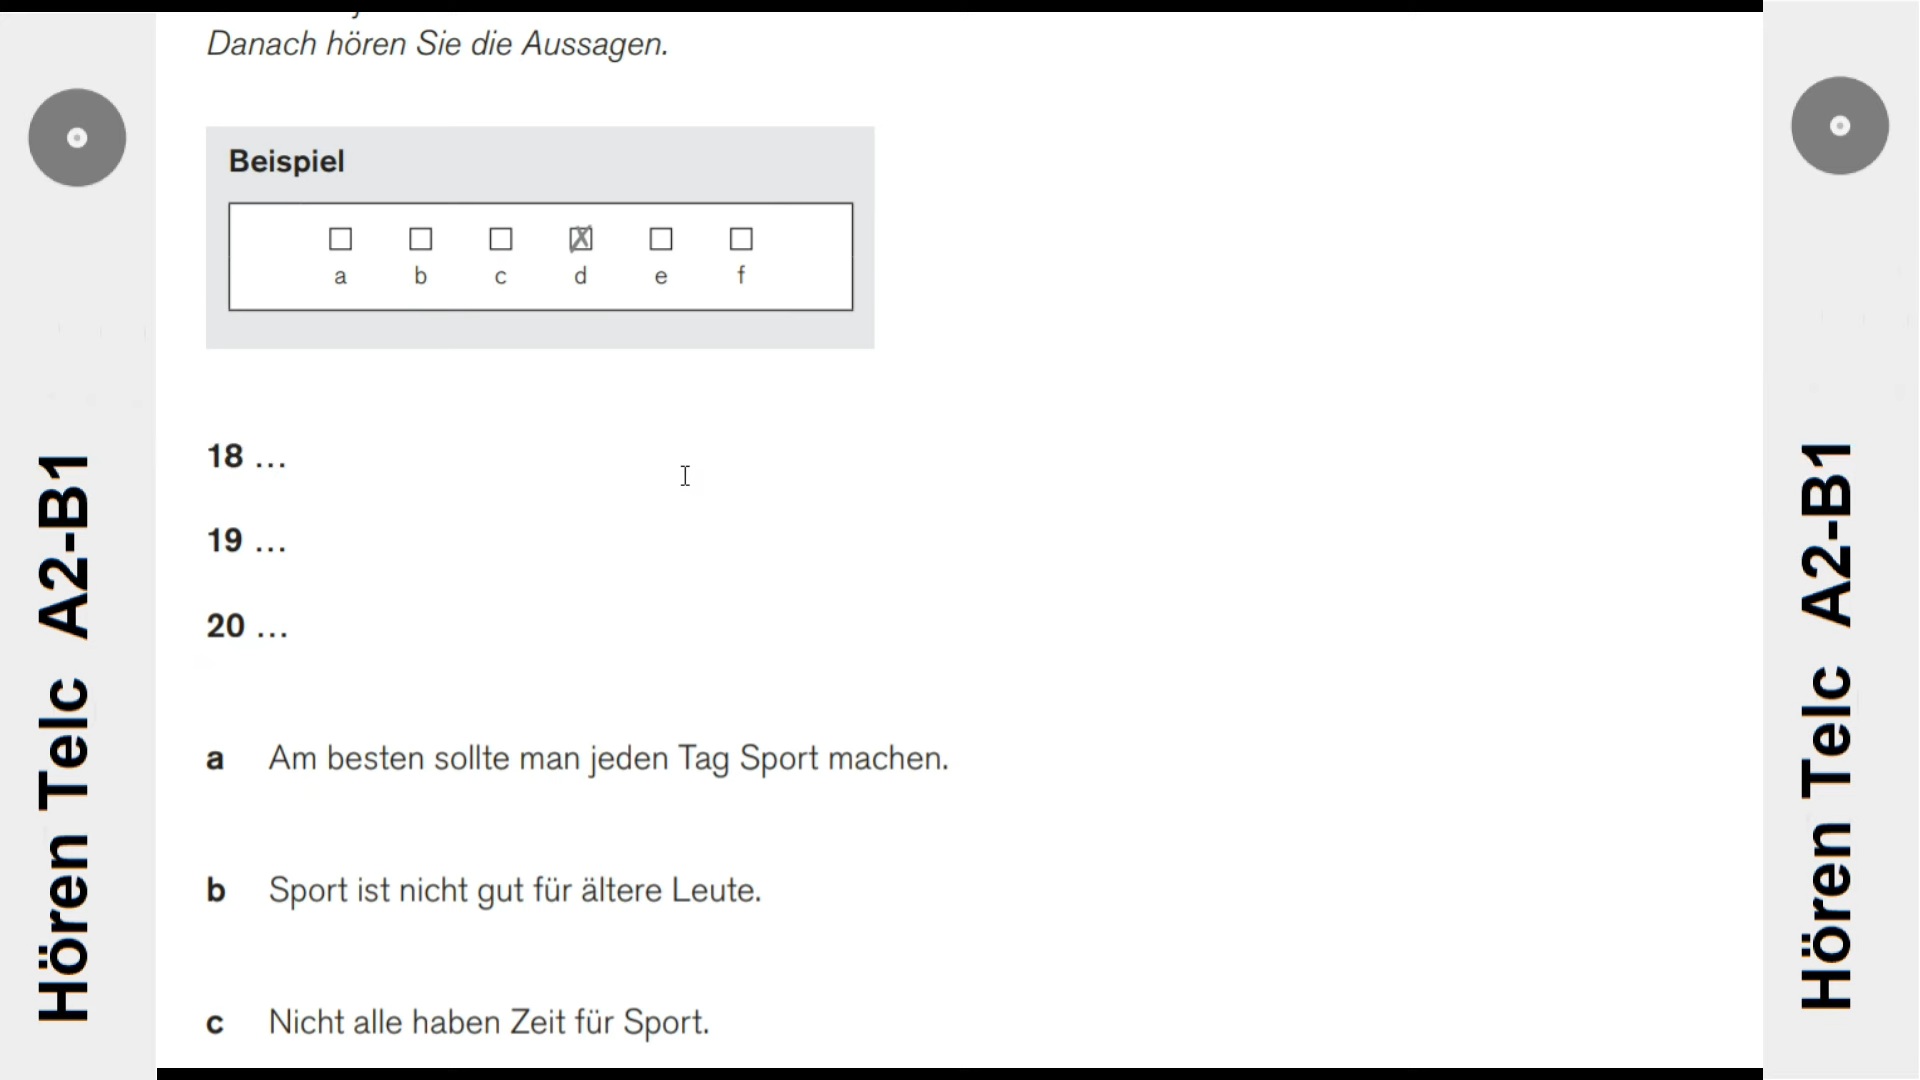 Danach hören Sie die Aussagen.
Beispiel
a b c d e f
18 ...
19 ...
20 ...
a Am besten sollte man jeden Tag Sport machen.
b Sport ist nicht gut für ältere Leute.
c Nicht alle haben Zeit für Sport.
Hören Telc A2-B1
Hören Telc A2-B1